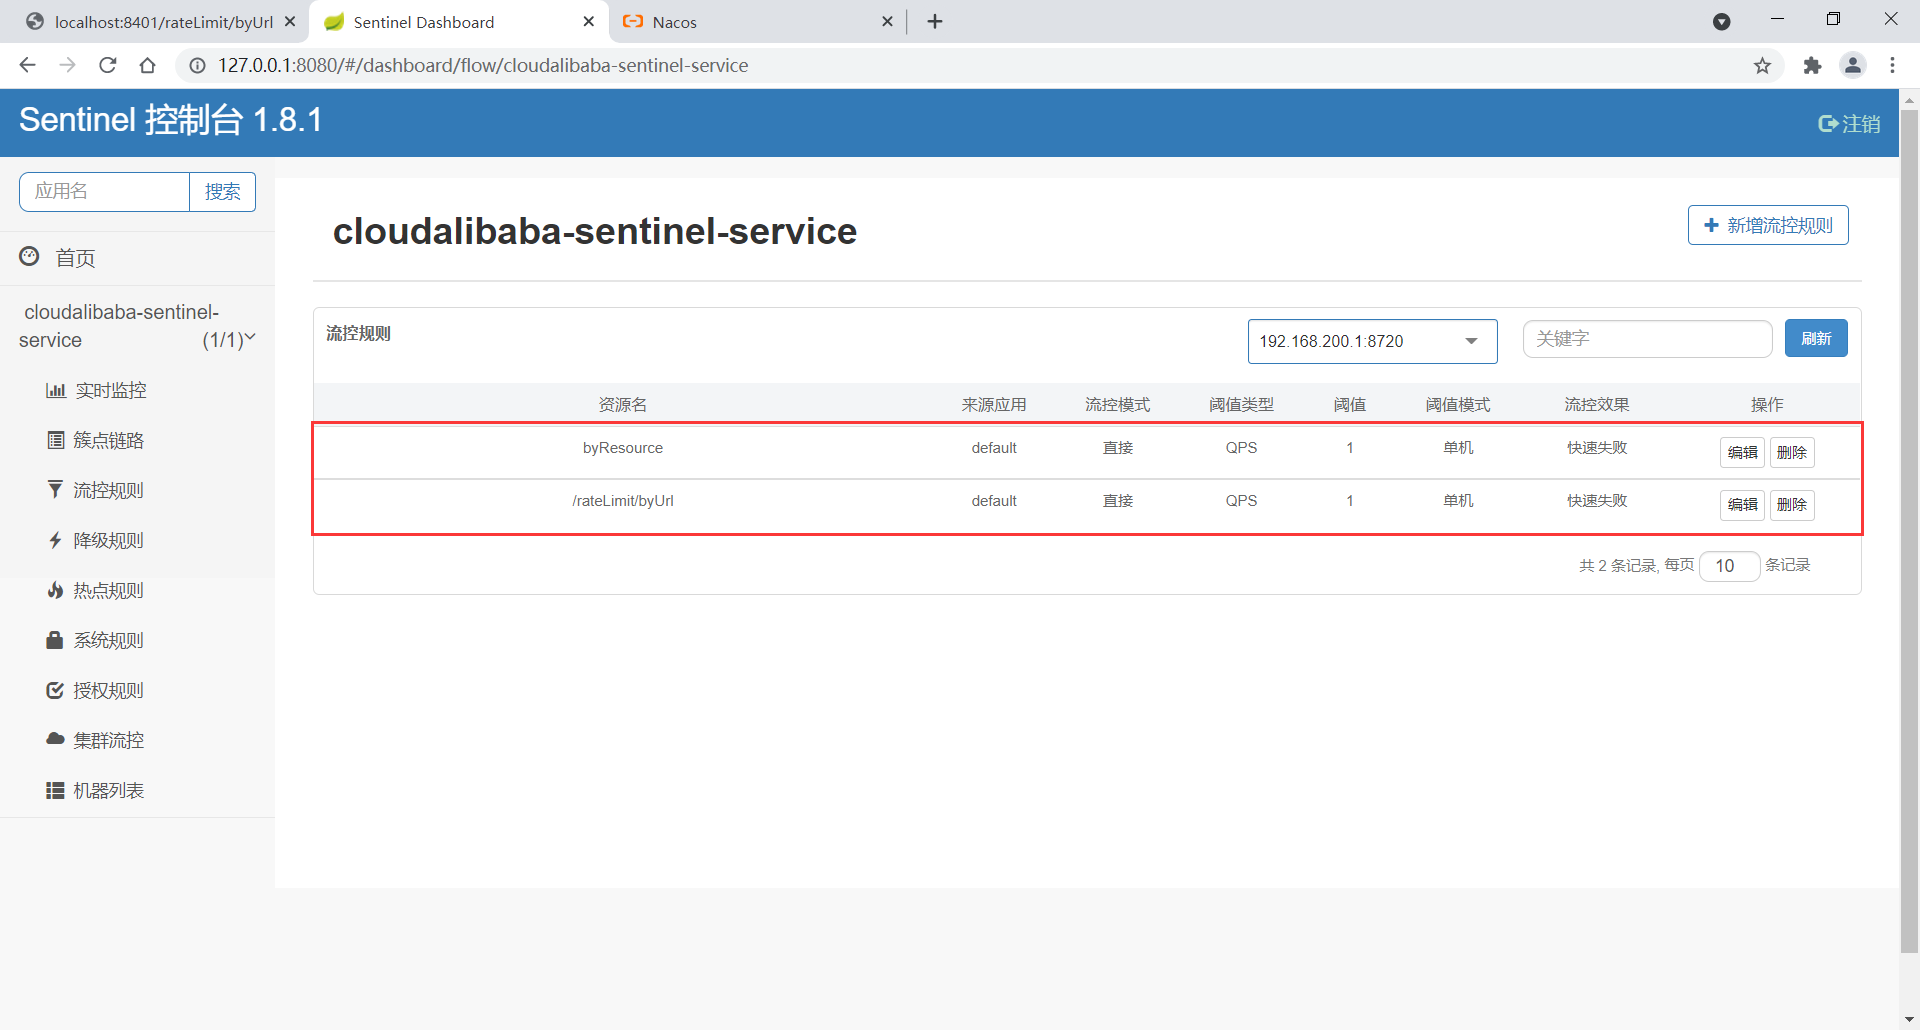 localhost:8401/rateLimit/byUrl
Sentinel Dashboard
Nacos
127.0.0.1:8080/#/dashboard/flow/cloudalibaba-sentinel-service
Sentinel 控制台 1.8.1
注销
应用名
搜索
首页
cloudalibaba-sentinel-
service (1/1)
实时监控
簇点链路
流控规则
降级规则
热点规则
系统规则
授权规则
集群流控
机器列表
cloudalibaba-sentinel-service
新增流控规则
流控规则
192.168.200.1:8720
关键字
刷新
资源名 来源应用 流控模式 阈值类型 阈值 阈值模式 流控效果 操作
byResource default 直接 QPS 1 单机 快速失败 编辑 删除
/rateLimit/byUrl default 直接 QPS 1 单机 快速失败 编辑 删除
共 2 条记录, 每页 10 条记录